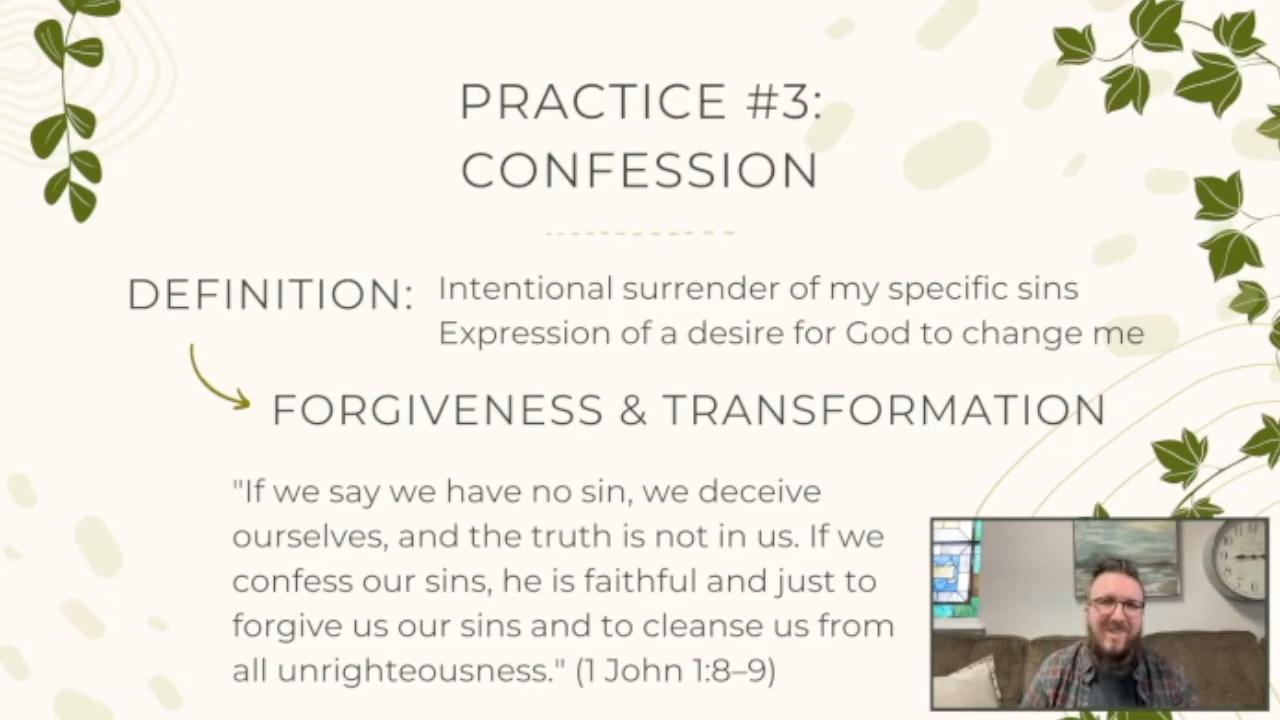 PRACTICE #3:
CONFESSION
DEFINITION:
Intentional surrender of my specific sins
Expression of a desire for God to change me
FORGIVENESS & TRANSFORMATION
"If we say we have no sin, we deceive
ourselves, and the truth is not in us. If we
confess our sins, he is faithful and just to
forgive us our sins and to cleanse us from
all unrighteousness." (1 John 1:8–9)